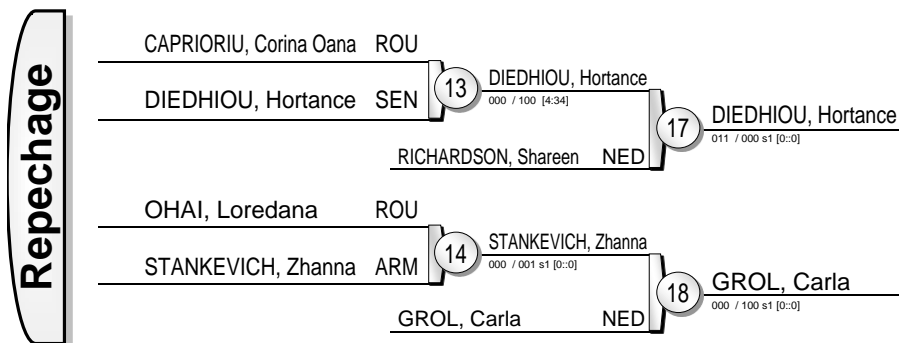 Repechage
CAPRIORIU, Corina Oana ROU
DIEDHIOU, Hortance SEN
13
DIEDHIOU, Hortance
000 / 100 [4:34]
RICHARDSON, Shareen NED
17
DIEDHIOU, Hortance
011 / 000 s1 [0::0]
OHAI, Loredana ROU
STANKEVICH, Zhanna ARM
14
STANKEVICH, Zhanna
000 / 001 s1 [0::0]
GROL, Carla NED
18
GROL, Carla
000 / 100 s1 [0::0]